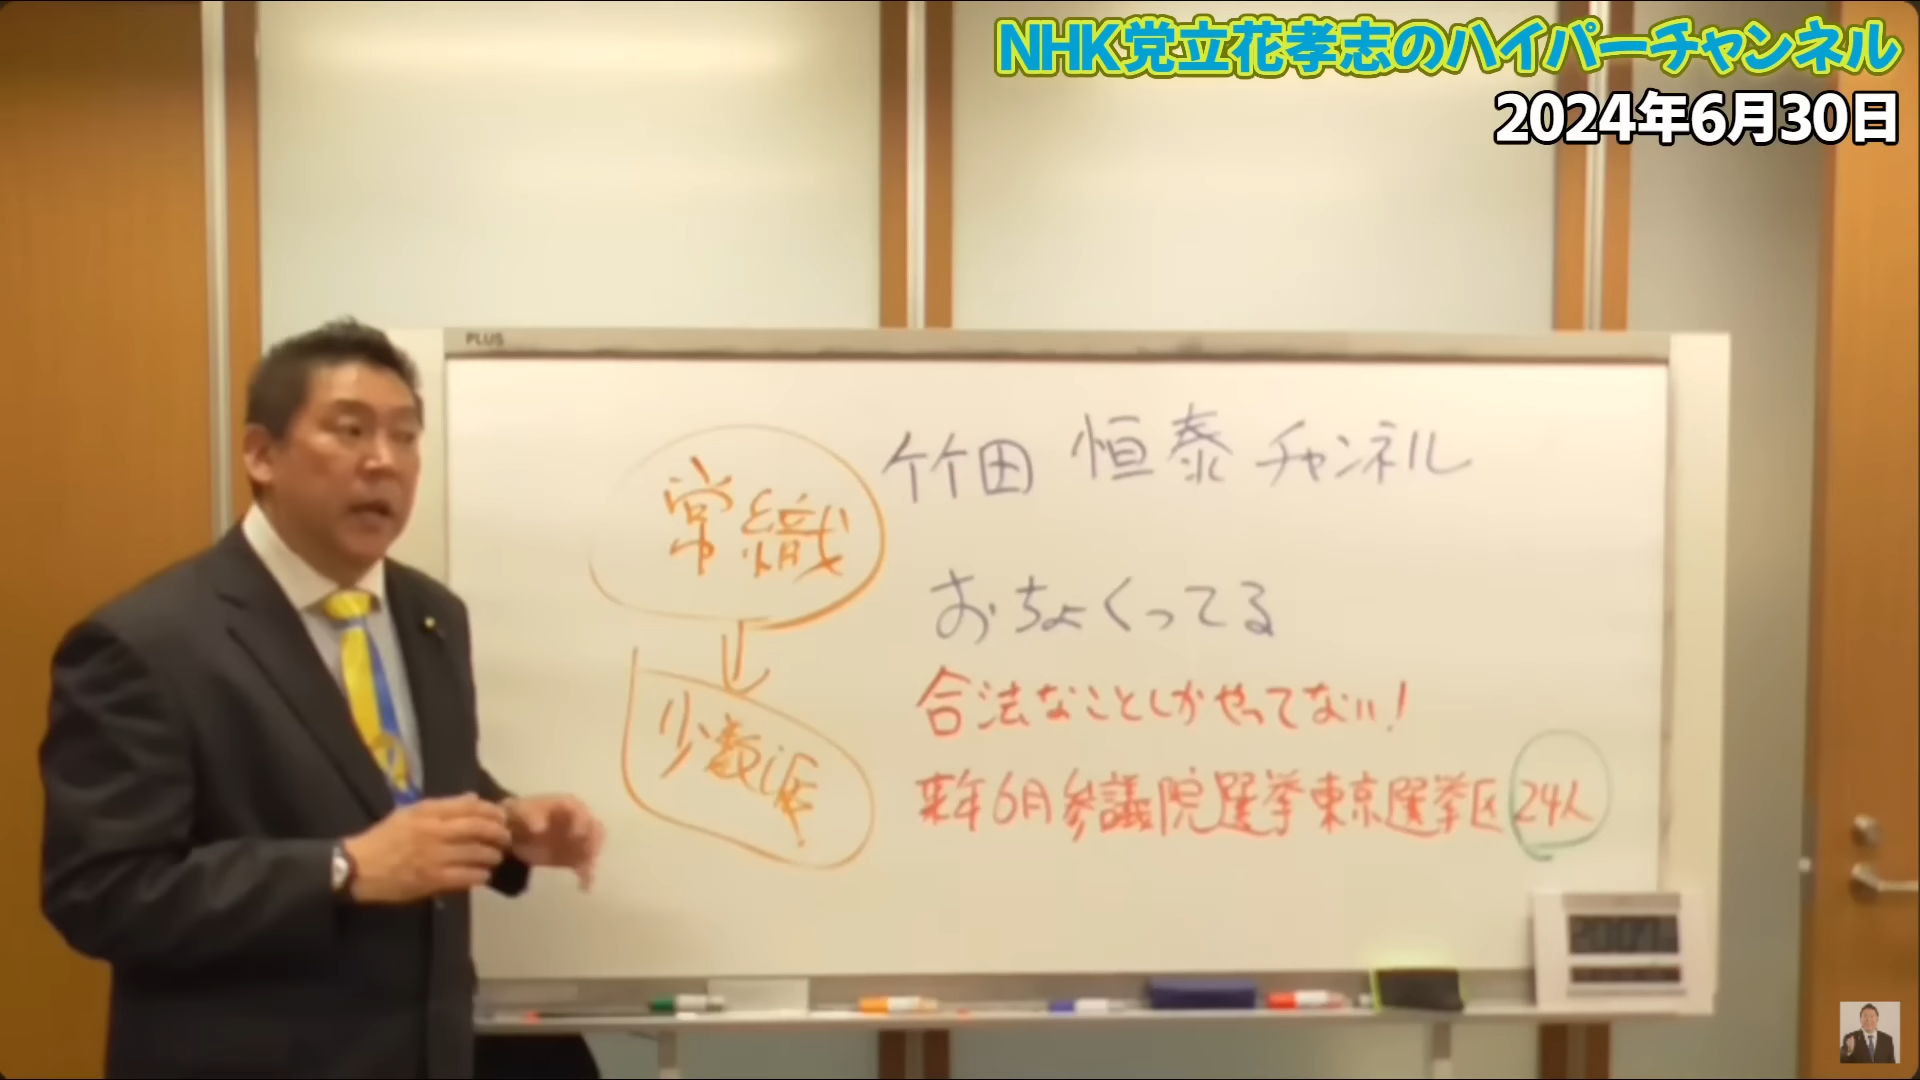 NHK党立花孝志のハイパーチャンネル
2024年6月30日
PLUS
竹田 恒泰 チャンネル
常織
おちょくってる
少数派
合法なことしかやってない!
来年6月参議院選挙東京選挙区 24人